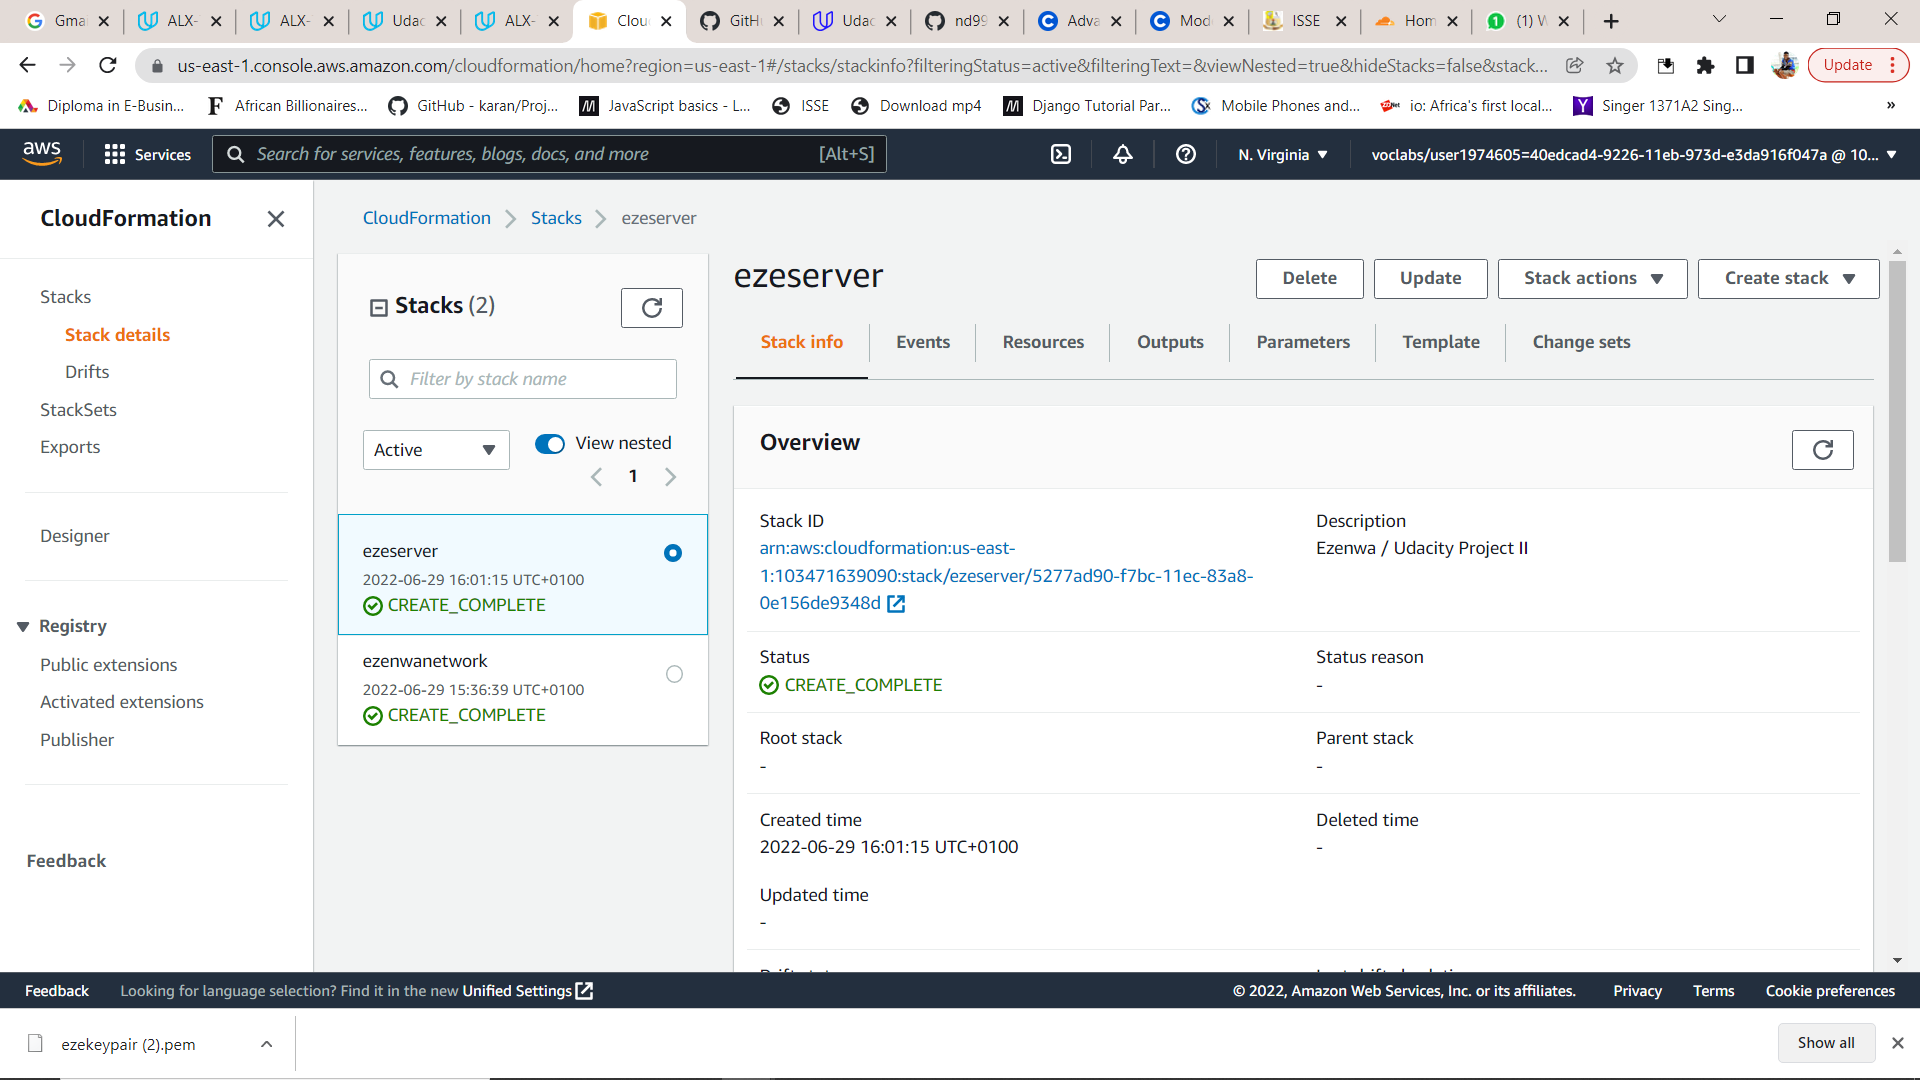 Gma
ALX-
ALX-
Udac
ALX-
Clou
GitH
Udac
nd99
Adva
Mod
ISSE
Hom
(1) W
us-east-1.console.aws.amazon.com/cloudformation/home?region=us-east-1#/stacks/stackinfo?filteringStatus=active&filteringText=&viewNested=true&hideStacks=false&stack...
Update
Diploma in E-Busin...
African Billionaires...
GitHub - karan/Proj...
JavaScript basics - L...
ISSE
Download mp4
Django Tutorial Par...
Mobile Phones and...
io: Africa's first local...
Singer 1371A2 Sing...
»
aws
Services
Search for services, features, blogs, docs, and more
[Alt+S]
N. Virginia
voclabs/user1974605=40edcad4-9226-11eb-973d-e3da916f047a @ 10...
CloudFormation
Stacks
Stack details
Drifts
StackSets
Exports
Designer
Registry
Public extensions
Activated extensions
Publisher
Feedback
CloudFormation
Stacks
ezeserver
Stacks (2)
Filter by stack name
Active
View nested
1
ezeserver
2022-06-29 16:01:15 UTC+0100
CREATE_COMPLETE
ezenwanetwork
2022-06-29 15:36:39 UTC+0100
CREATE_COMPLETE
ezeserver
Delete
Update
Stack actions
Create stack
Stack info
Events
Resources
Outputs
Parameters
Template
Change sets
Overview
Stack ID
arn:aws:cloudformation:us-east-
1:103471639090:stack/ezeserver/5277ad90-f7bc-11ec-83a8-
0e156de9348d
Description
Ezenwa / Udacity Project II
Status
CREATE_COMPLETE
Status reason
-
Root stack
-
Parent stack
-
Created time
2022-06-29 16:01:15 UTC+0100
Deleted time
-
Updated time
-
Feedback
Looking for language selection? Find it in the new Unified Settings
© 2022, Amazon Web Services, Inc. or its affiliates.
Privacy
Terms
Cookie preferences
ezekeypair (2).pem
Show all